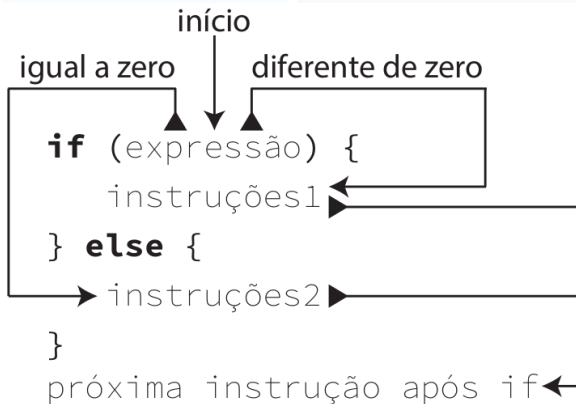 início
igual a zero diferente de zero
if (expressão) {
instruções1
} else {
instruções2
}
próxima instrução após if